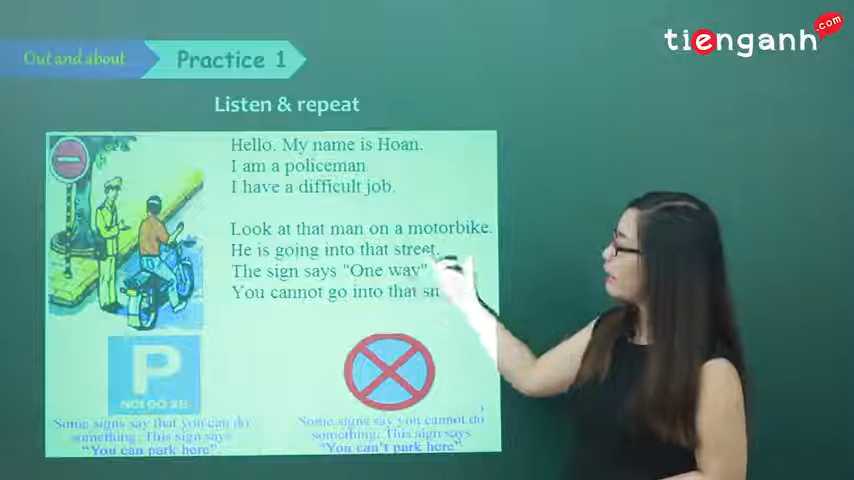 Out and about
Practice 1
tienganh
.com
Listen & repeat
Hello. My name is Hoan.
I am a policeman
I have a difficult job.
Look at that man on a motorbike.
He is going into that street.
The sign says "One way"
You cannot go into that
P
NƠI ĐỖ XE
Some signs say that you can do
something. This sign says
"You can park here".
Some signs say you cannot do
something. This sign says
"You can't park here"